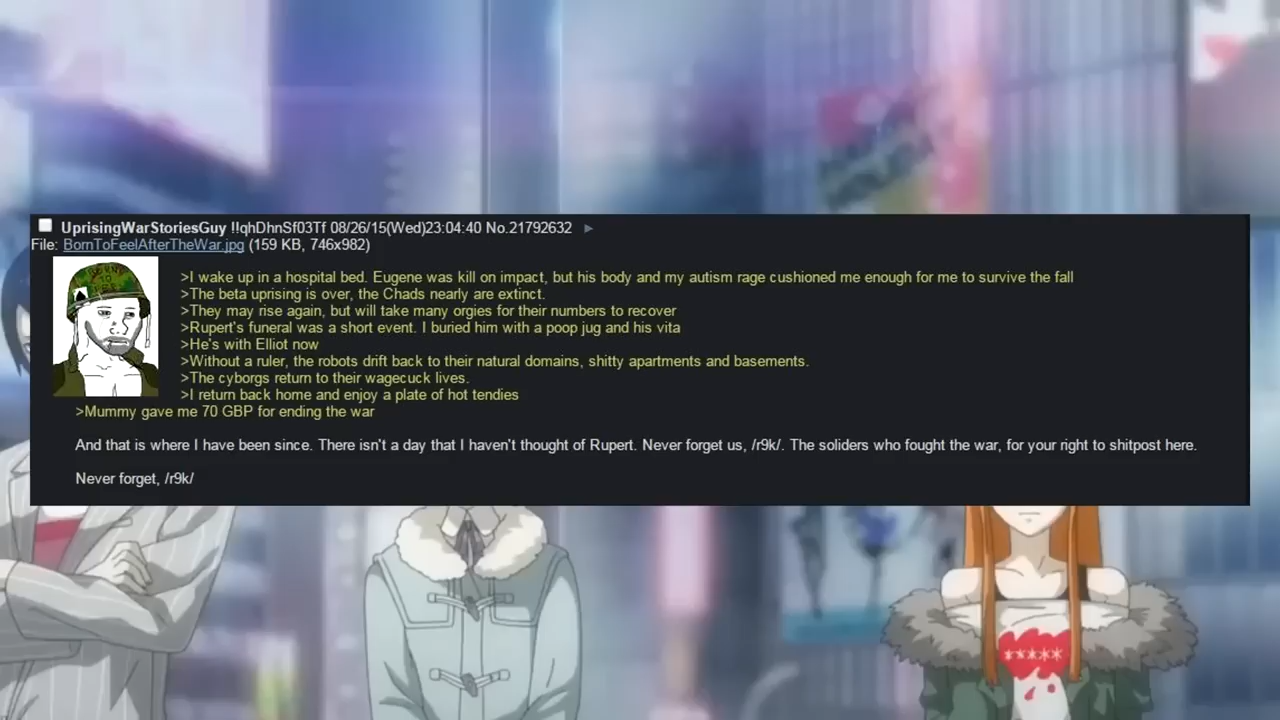 UprisingWarStoriesGuy !!qhDhnSf03Tf 08/26/15(Wed)23:04:40 No.21792632
File: BornToFeelAfterTheWar.jpg (159 KB, 746x982)
>I wake up in a hospital bed. Eugene was kill on impact, but his body and my autism rage cushioned me enough for me to survive the fall
>The beta uprising is over, the Chads nearly are extinct.
>They may rise again, but will take many orgies for their numbers to recover
>Rupert's funeral was a short event. I buried him with a poop jug and his vita
>He's with Elliot now
>Without a ruler, the robots drift back to their natural domains, shitty apartments and basements.
>The cyborgs return to their wagecuck lives.
>I return back home and enjoy a plate of hot tendies
>Mummy gave me 70 GBP for ending the war
And that is where I have been since. There isn't a day that I haven't thought of Rupert. Never forget us, /r9k/. The soliders who fought the war, for your right to shitpost here.
Never forget, /r9k/
*****